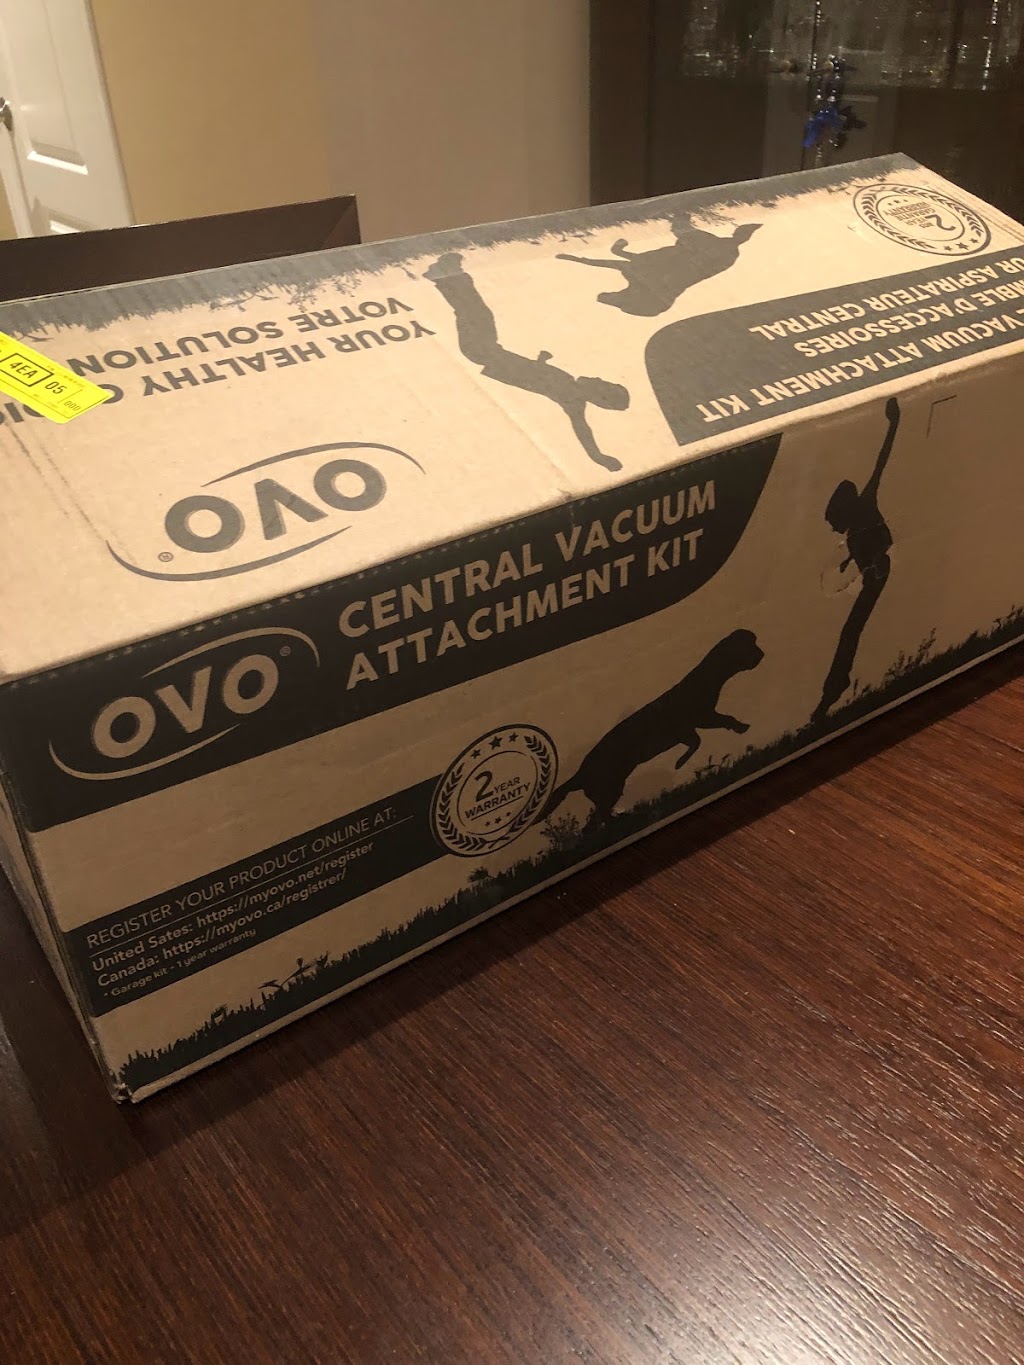 OVO®
CENTRAL VACUUM
ATTACHMENT KIT
2 YEAR
WARRANTY
REGISTER YOUR PRODUCT ONLINE AT:
United Sates: https://myovo.net/register
Canada: https://myovo.ca/registrer/
* Garage kit - 1 year warranty
OVO®
YOUR HEALTHY
VOTRE SOLUTION
VACUUM ATTACHMENT KIT
D'ACCESSOIRES
ASPIRATEUR CENTRAL
2
4EA
05
000